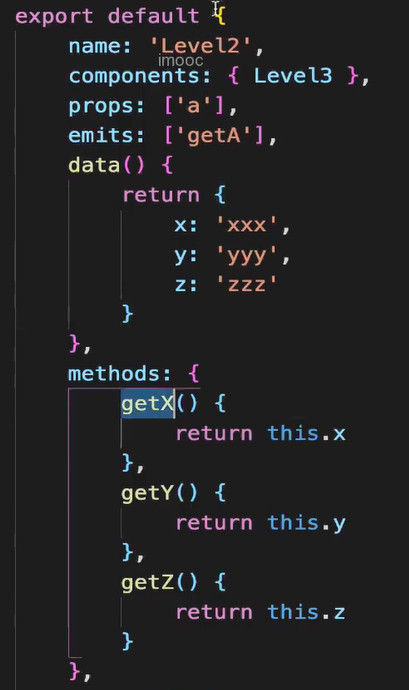 export default {
    name: 'Level2',
imooc
    components: { Level3 },
    props: ['a'],
    emits: ['getA'],
    data() {
        return {
            x: 'xxx',
            y: 'yyy',
            z: 'zzz'
        }
    },
    methods: {
        getX() {
            return this.x
        },
        getY() {
            return this.y
        },
        getZ() {
            return this.z
        }
    },